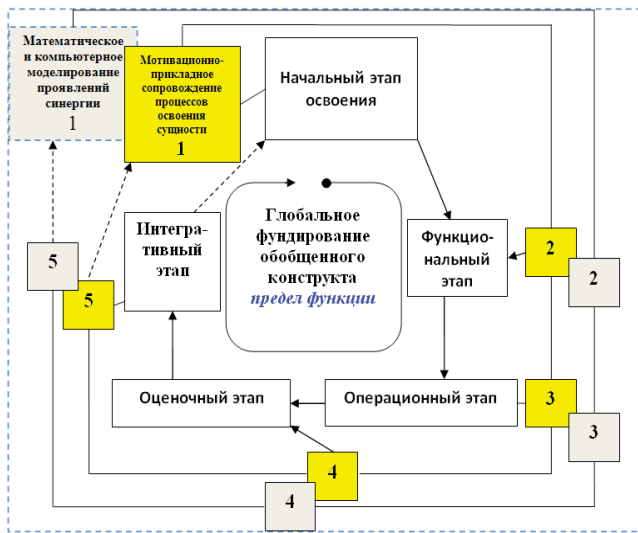 Математическое
и компьютерное
моделирование
проявлений
синергии
1
Мотивационно-
прикладное
сопровождение
процессов
освоения
сущности
1
Начальный этап
освоения
Глобальное
фундирование
обобщенного
конструкта
предел функции
Интегра-
тивный
этап
Функцио-
нальный
этап
2
2
5
5
Оценочный этап
Операционный этап
3
3
4
4